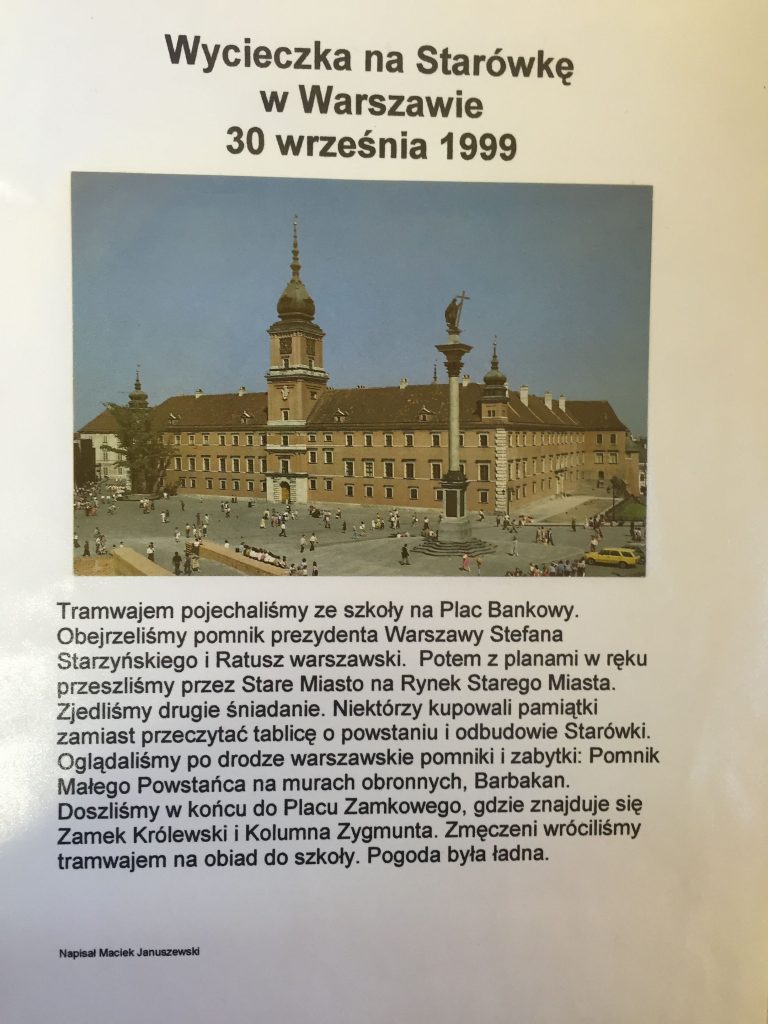 Wycieczka na Starówkę
w Warszawie
30 września 1999
Tramwajem pojechaliśmy ze szkoły na Plac Bankowy.
Obejrzeliśmy pomnik prezydenta Warszawy Stefana
Starzyńskiego i Ratusz warszawski. Potem z planami w ręku
przeszliśmy przez Stare Miasto na Rynek Starego Miasta.
Zjedliśmy drugie śniadanie. Niektórzy kupowali pamiątki
zamiast przeczytać tablicę o powstaniu i odbudowie Starówki.
Oglądaliśmy po drodze warszawskie pomniki i zabytki: Pomnik
Małego Powstańca na murach obronnych, Barbakan.
Doszliśmy w końcu do Placu Zamkowego, gdzie znajduje się
Zamek Królewski i Kolumna Zygmunta. Zmęczeni wróciliśmy
tramwajem na obiad do szkoły. Pogoda była ładna.
Napisał Maciek Januszewski